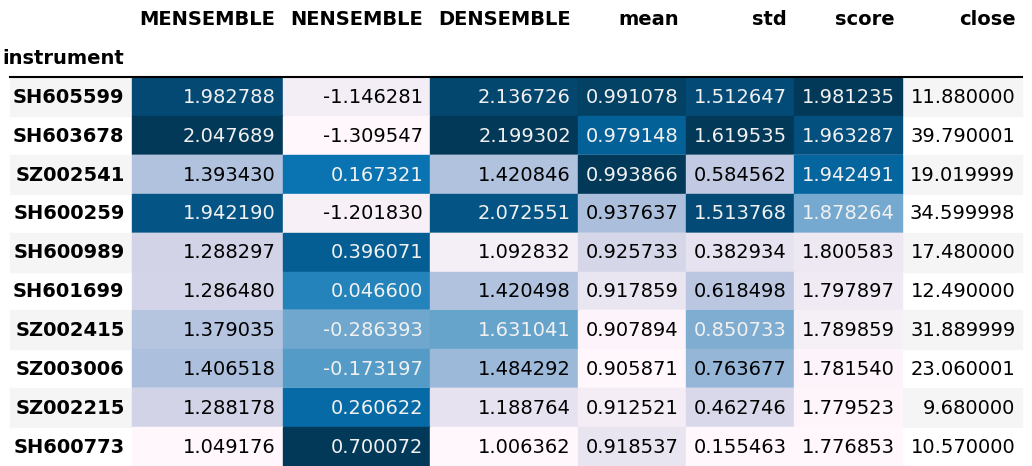 MENSEMBLE NENSEMBLE DENSEMBLE mean std score close
instrument
SH605599 1.982788 -1.146281 2.136726 0.991078 1.512647 1.981235 11.880000
SH603678 2.047689 -1.309547 2.199302 0.979148 1.619535 1.963287 39.790001
SZ002541 1.393430 0.167321 1.420846 0.993866 0.584562 1.942491 19.019999
SH600259 1.942190 -1.201830 2.072551 0.937637 1.513768 1.878264 34.599998
SH600989 1.288297 0.396071 1.092832 0.925733 0.382934 1.800583 17.480000
SH601699 1.286480 0.046600 1.420498 0.917859 0.618498 1.797897 12.490000
SZ002415 1.379035 -0.286393 1.631041 0.907894 0.850733 1.789859 31.889999
SZ003006 1.406518 -0.173197 1.484292 0.905871 0.763677 1.781540 23.060001
SZ002215 1.288178 0.260622 1.188764 0.912521 0.462746 1.779523 9.680000
SH600773 1.049176 0.700072 1.006362 0.918537 0.155463 1.776853 10.570000